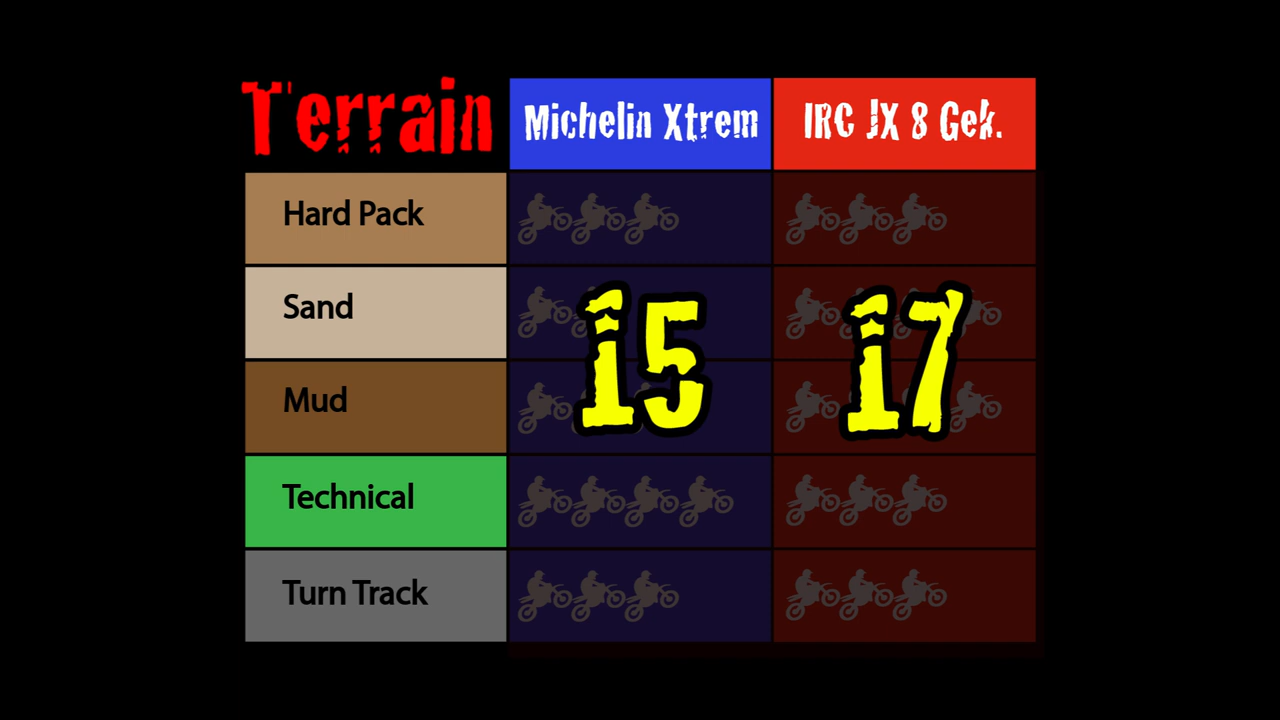 Terrain
Michelin Xtrem
IRC JX 8 Gek.
Hard Pack
Sand
15
17
Mud
Technical
Turn Track